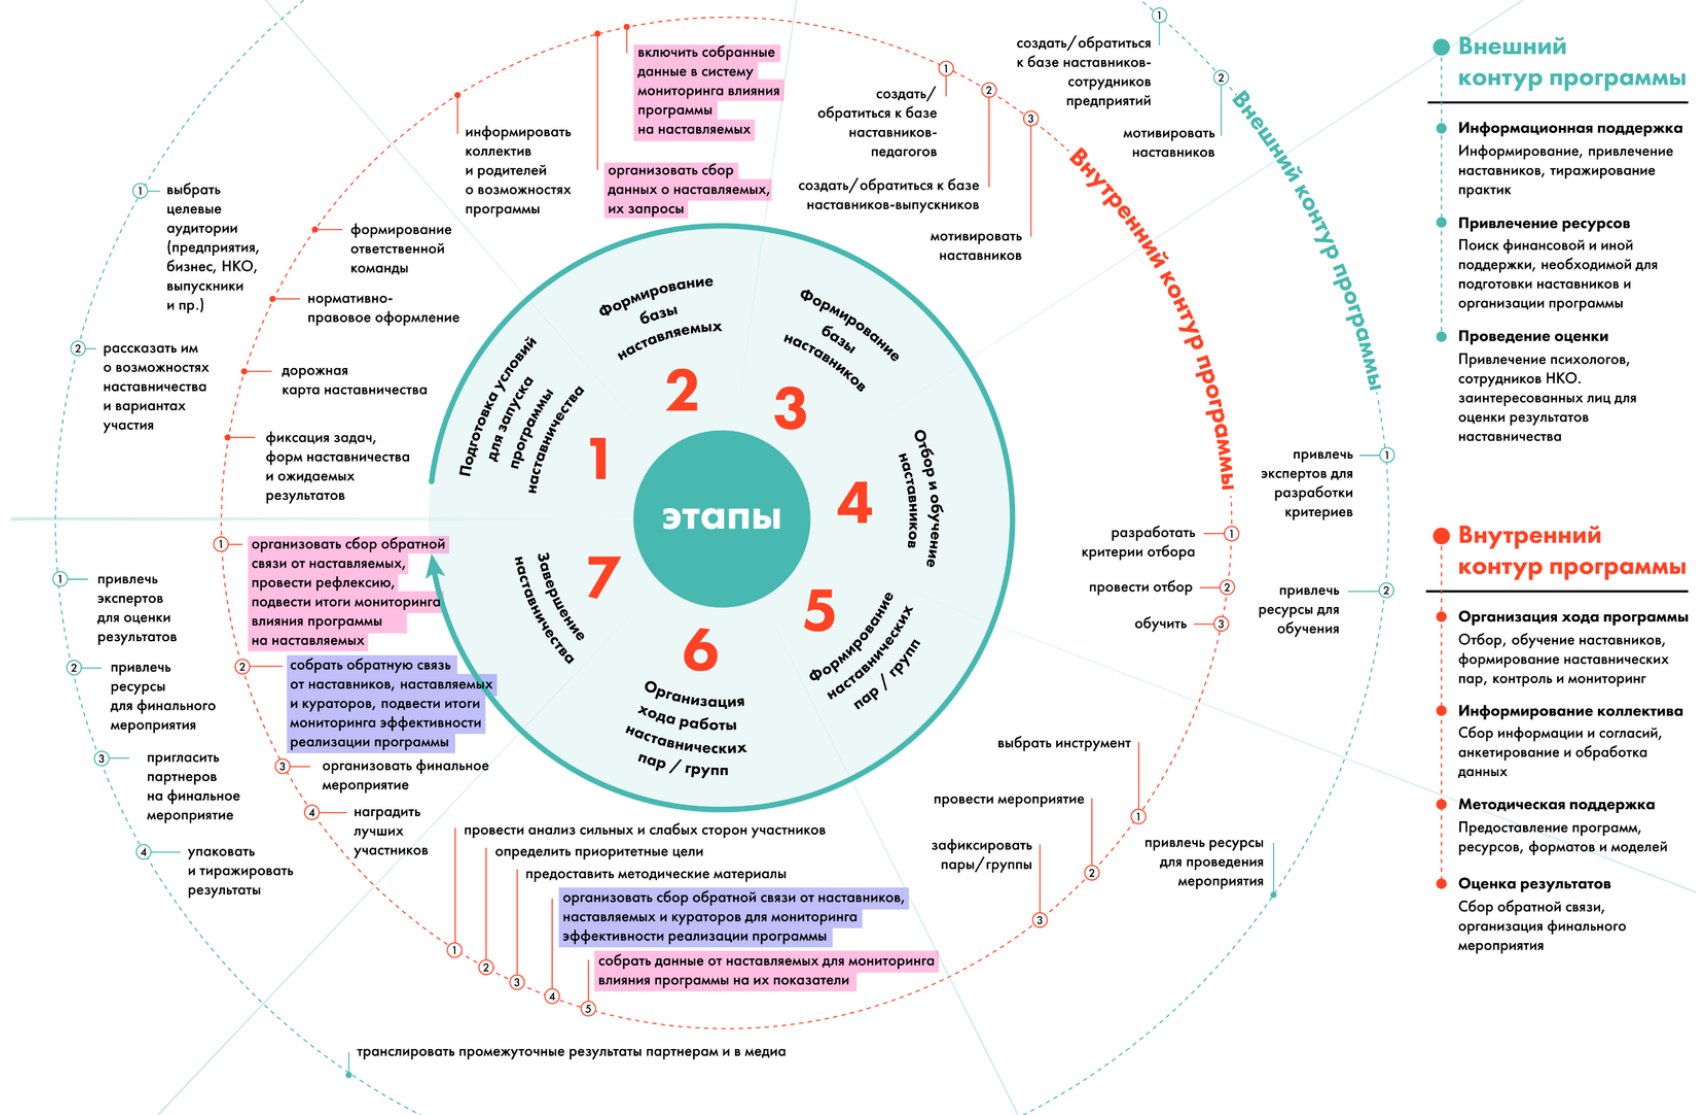 этапы
1
Подготовка условий
для запуска
программы
наставничества
2
Формирование
базы
наставляемых
3
Формирование
базы
наставников
4
Отбор и обучение
наставников
5
Формирование
наставнических
пар / групп
6
Организация
хода работы
наставнических
пар / групп
7
Завершение
наставничества
1
выбрать
целевые
аудитории
(предприятия,
бизнес, НКО,
выпускники
и пр.)
2
рассказать им
о возможностях
наставничества
и вариантах
участия
информировать
коллектив
и родителей
о возможностях
программы
формирование
ответственной
команды
нормативно-
правовое оформление
дорожная
карта наставничества
фиксация задач,
форм наставничества
и ожидаемых
результатов
включить собранные
данные в систему
мониторинга влияния
программы
на наставляемых
организовать сбор
данных о наставляемых,
их запросы
1
создать/
обратиться к базе
наставников-
педагогов
2
создать/обратиться к базе
наставников-выпускников
3
мотивировать
наставников
1
создать/обратиться
к базе наставников-
сотрудников
предприятий
2
мотивировать
наставников
Внутренний контур программы
Внешний контур программы
1
привлечь
экспертов для
разработки
критериев
2
привлечь
ресурсы для
обучения
разработать
критерии отбора
1
провести отбор
2
обучить
3
выбрать инструмент
1
провести мероприятие
2
зафиксировать
пары/группы
3
привлечь ресурсы
для проведения
мероприятия
провести анализ сильных и слабых сторон участников
1
определить приоритетные цели
2
предоставить методические материалы
3
организовать сбор обратной связи от наставников,
наставляемых и кураторов для мониторинга
эффективности реализации программы
4
собрать данные от наставляемых для мониторинга
влияния программы на их показатели
5
транслировать промежуточные результаты партнерам и в медиа
1
организовать сбор обратной
связи от наставляемых,
провести рефлексию,
подвести итоги мониторинга
влияния программы
на наставляемых
2
собрать обратную связь
от наставников, наставляемых
и кураторов, подвести итоги
мониторинга эффективности
реализации программы
3
организовать финальное
мероприятие
4
наградить
лучших
участников
1
привлечь
экспертов
для оценки
результатов
2
привлечь
ресурсы
для финального
мероприятия
3
пригласить
партнеров
на финальное
мероприятие
4
упаковать
и тиражировать
результаты
Внешний
контур программы
Информационная поддержка
Информирование, привлечение
наставников, тиражирование
практик
Привлечение ресурсов
Поиск финансовой и иной
поддержки, необходимой для
подготовки наставников и
организации программы
Проведение оценки
Привлечение психологов,
сотрудников НКО.
заинтересованных лиц для
оценки результатов
наставничества
Внутренний
контур программы
Организация хода программы
Отбор, обучение наставников,
формирование наставнических
пар, контроль и мониторинг
Информирование коллектива
Сбор информации и согласий,
анкетирование и обработка
данных
Методическая поддержка
Предоставление программ,
ресурсов, форматов и моделей
Оценка результатов
Сбор обратной связи,
организация финального
мероприятия